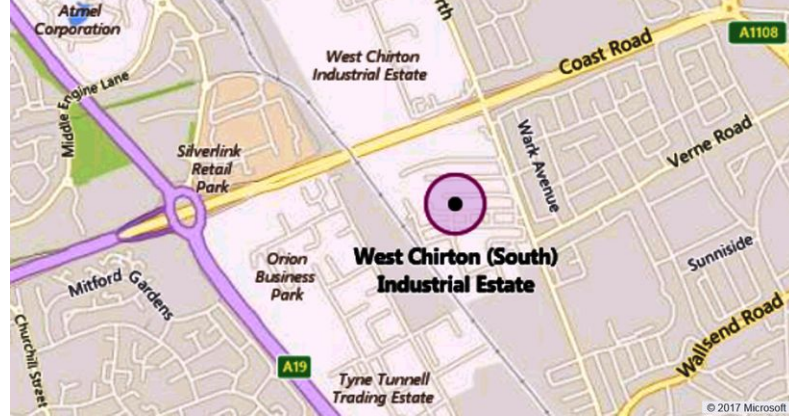 Atmel
Corporation
rth
A1108
West Chirton
Industrial Estate
Coast Road
Middle Engine Lane
Wark Avenue
Verne Road
Silverlink
Retail
Park
West Chirton (South)
Industrial Estate
Orion
Business
Park
Sunniside
Mitford Gardens
Churchill Street
Wallsend Road
A19
Tyne Tunnell
Trading Estate
© 2017 Microsoft